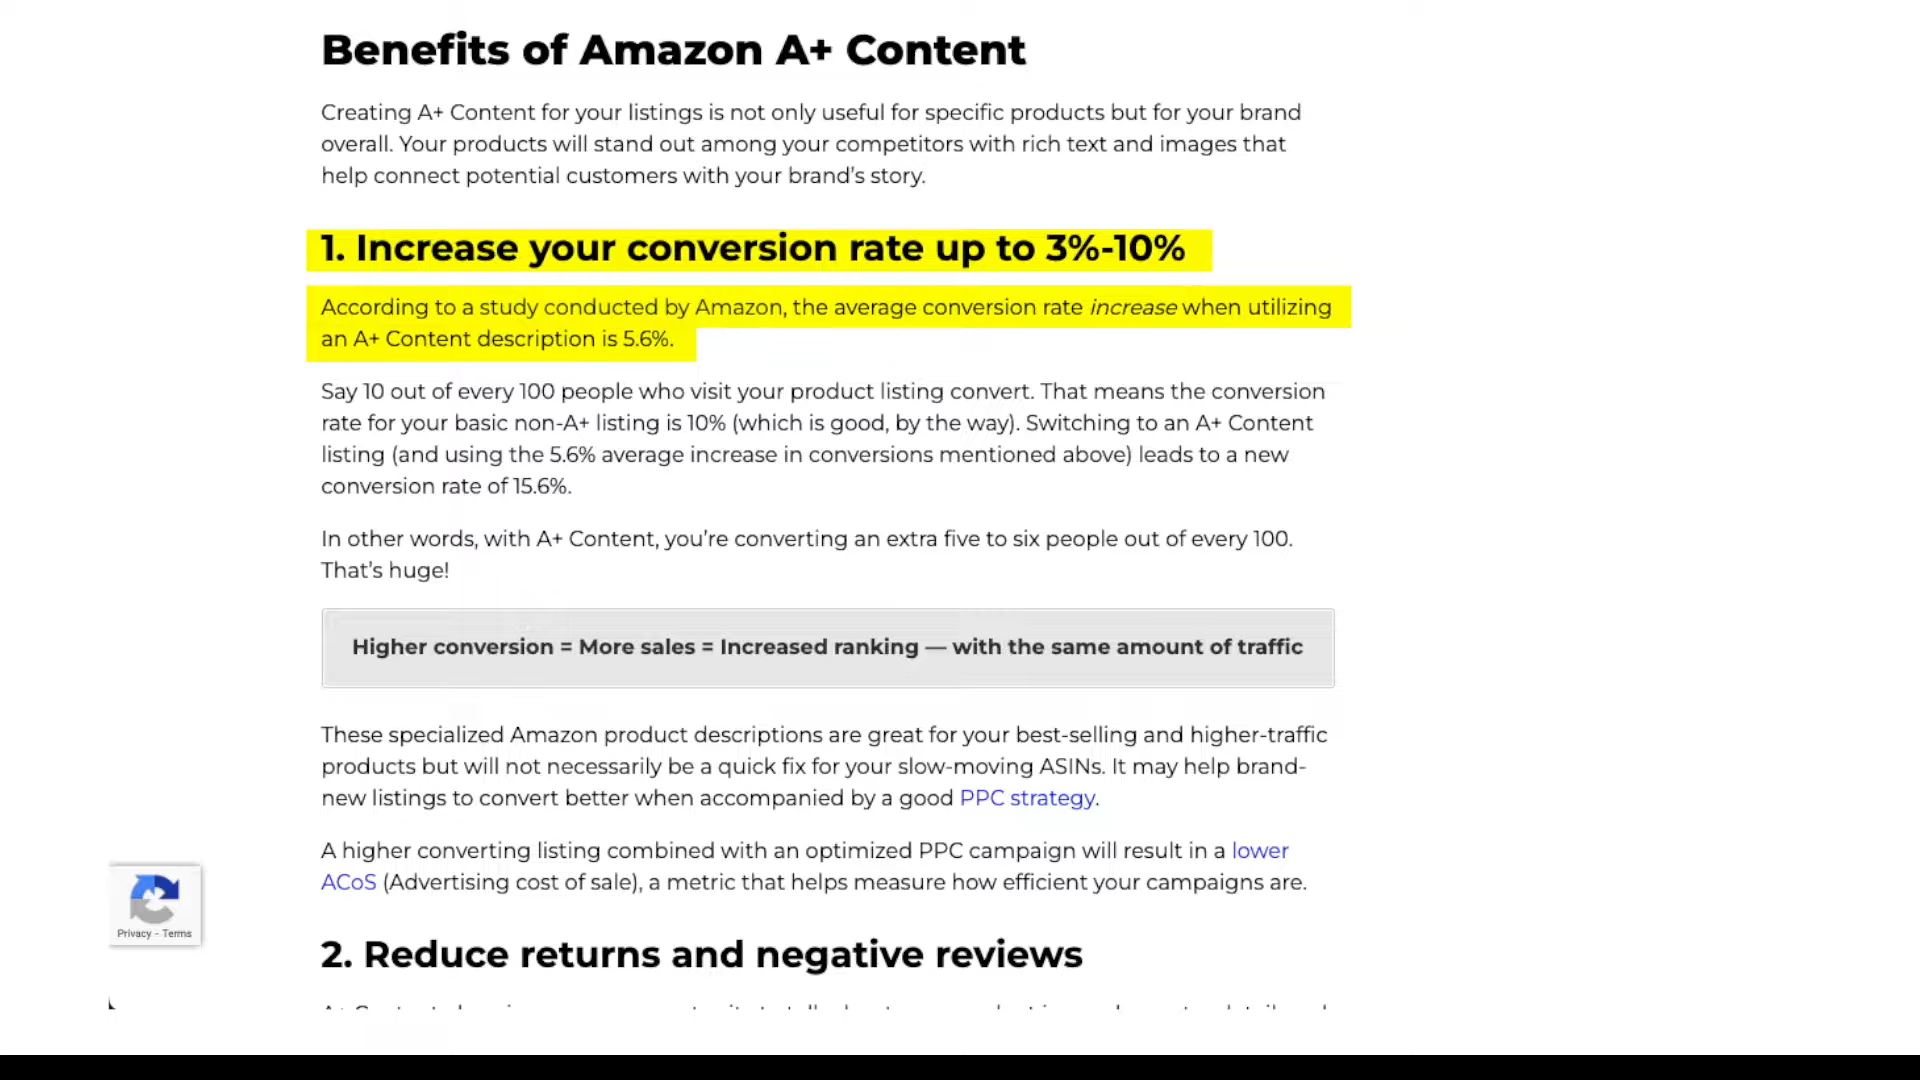 Benefits of Amazon A+ Content
Creating A+ Content for your listings is not only useful for specific products but for your brand
overall. Your products will stand out among your competitors with rich text and images that
help connect potential customers with your brand’s story.
1. Increase your conversion rate up to 3%-10%
According to a study conducted by Amazon, the average conversion rate increase when utilizing
an A+ Content description is 5.6%.
Say 10 out of every 100 people who visit your product listing convert. That means the conversion
rate for your basic non-A+ listing is 10% (which is good, by the way). Switching to an A+ Content
listing (and using the 5.6% average increase in conversions mentioned above) leads to a new
conversion rate of 15.6%.
In other words, with A+ Content, you’re converting an extra five to six people out of every 100.
That’s huge!
Higher conversion = More sales = Increased ranking — with the same amount of traffic
These specialized Amazon product descriptions are great for your best-selling and higher-traffic
products but will not necessarily be a quick fix for your slow-moving ASINs. It may help brand-
new listings to convert better when accompanied by a good PPC strategy.
A higher converting listing combined with an optimized PPC campaign will result in a lower
ACoS (Advertising cost of sale), a metric that helps measure how efficient your campaigns are.
Privacy - Terms
2. Reduce returns and negative reviews